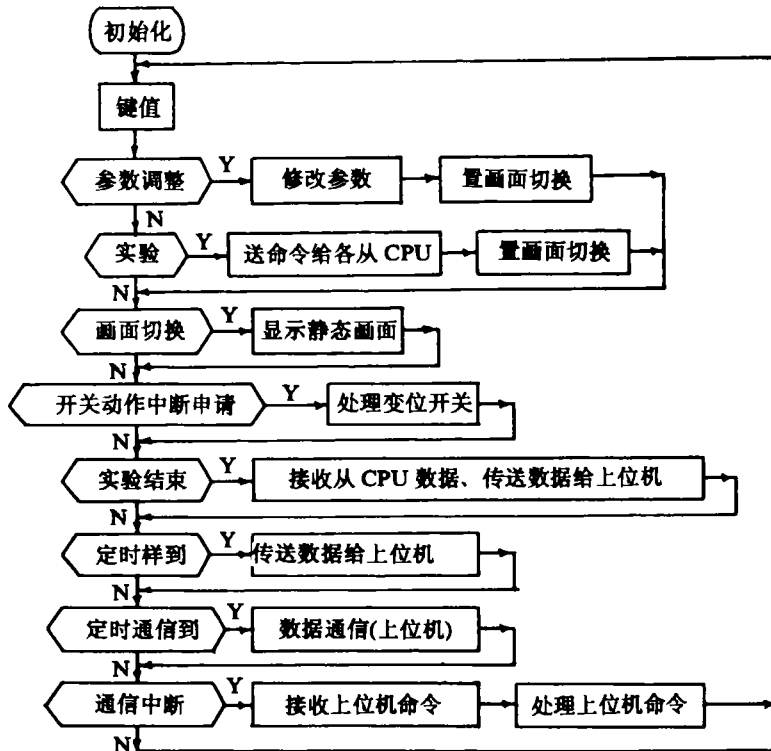 初始化
键值
参数调整
Y
修改参数
置画面切换
N
实验
Y
送命令给各从 CPU
置画面切换
N
画面切换
Y
显示静态画面
N
开关动作中断申请
Y
处理变位开关
N
实验结束
Y
接收从 CPU 数据、传送数据给上位机
N
定时样到
Y
传送数据给上位机
N
定时通信到
Y
数据通信(上位机)
N
通信中断
Y
接收上位机命令
处理上位机命令
N